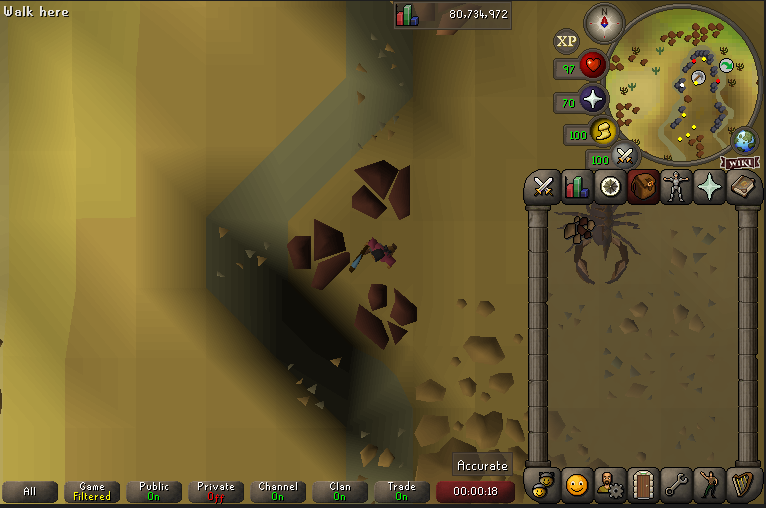 Walk here
80,734,972
N
XP
97
70
100
100
WIKI
Accurate
All
Game
Filtered
Public
On
Private
Off
Channel
On
Clan
On
Trade
On
00:00:18